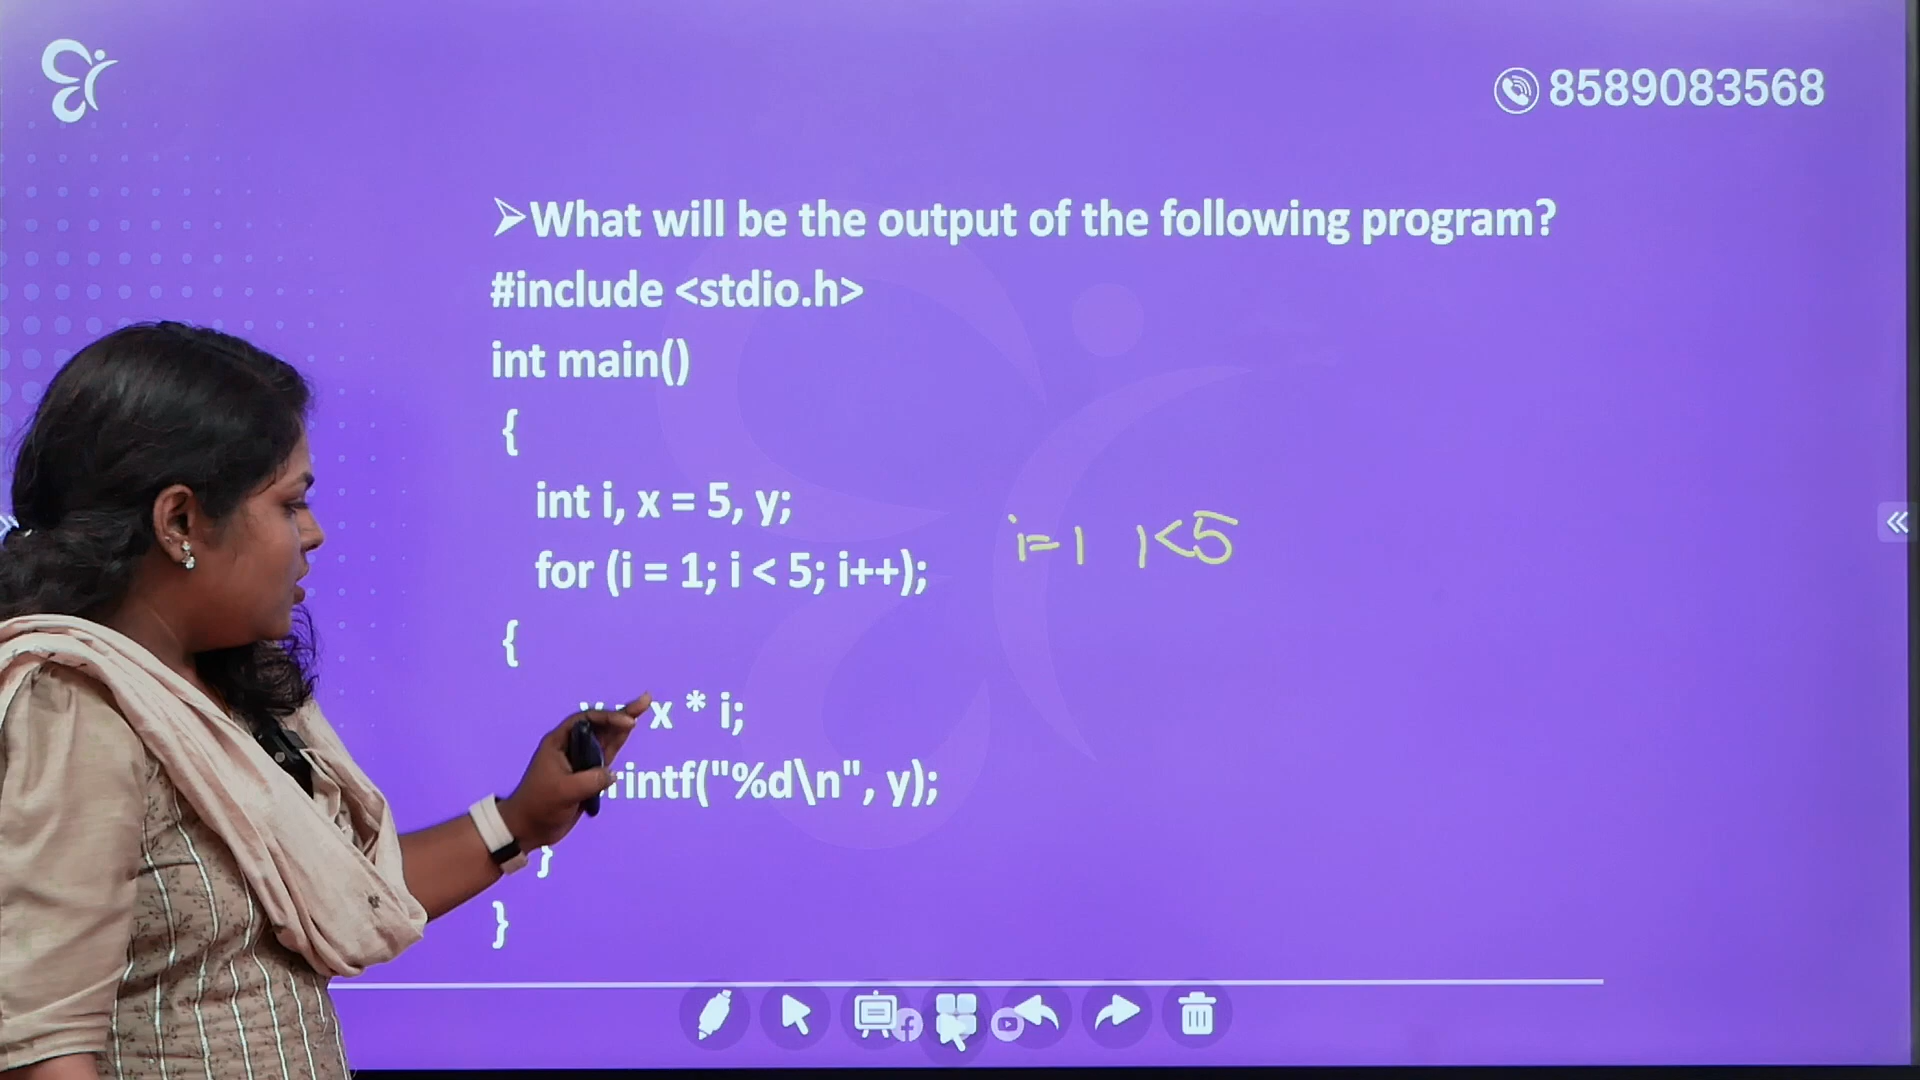 8589083568
➢What will be the output of the following program?
#include <stdio.h>
int main()
{
int i, x = 5, y;
for (i = 1; i < 5; i++);
i=1 1<5
{
x * i;
printf("%d\n", y);
}
}